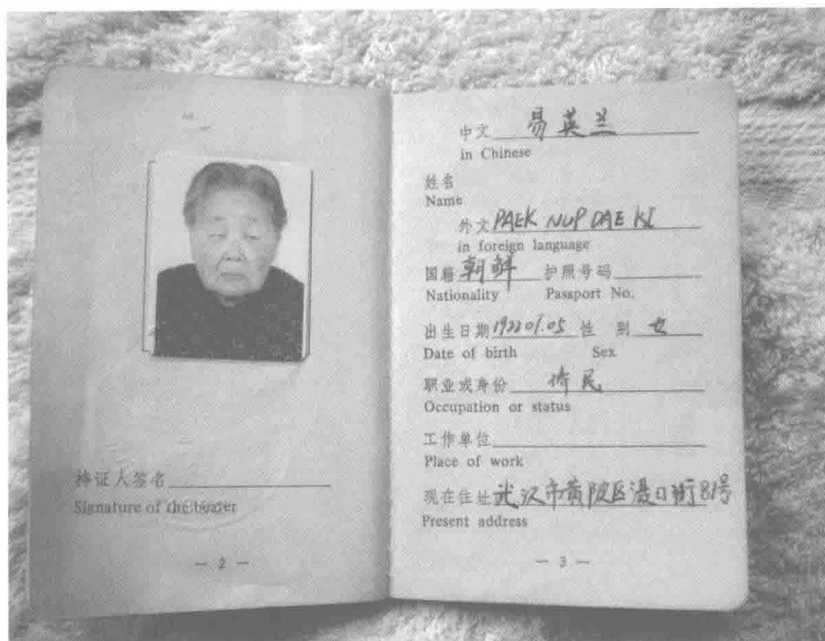 持证人签名
Signature of the bearer
— 2 —
中文 易英兰
in Chinese
姓名
Name
外文 PAEK NUP DAE KI
in foreign language
国籍 朝鲜 护照号码
Nationality Passport No.
出生日期 1922 01.05 性 别 女
Date of birth Sex
职业或身份 侨民
Occupation or status
工作单位
Place of work
现在住址 武汉市黄陂区滠口街81号
Present address
— 3 —